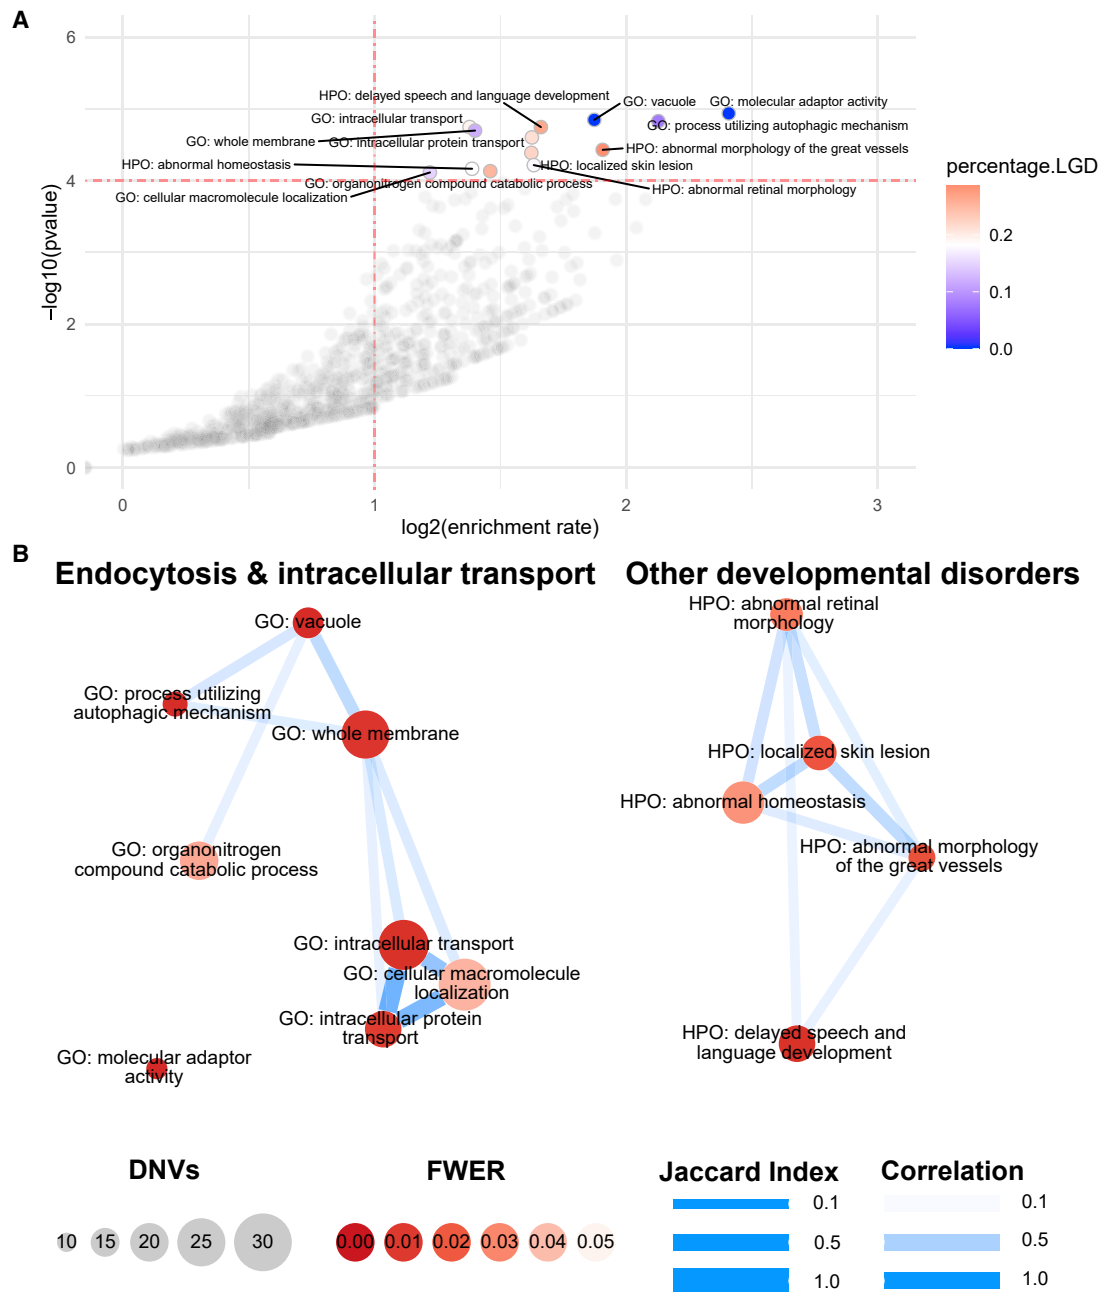 A
6
4
2
0
−log10(pvalue)
HPO: delayed speech and language development
GO: vacuole
GO: molecular adaptor activity
GO: intracellular transport
GO: process utilizing autophagic mechanism
GO: whole membrane
GO: intracellular protein transport
HPO: abnormal morphology of the great vessels
HPO: abnormal homeostasis
HPO: localized skin lesion
GO: organonitrogen compound catabolic process
HPO: abnormal retinal morphology
GO: cellular macromolecule localization
0
1
2
3
log2(enrichment rate)
percentage.LGD
0.2
0.1
0.0
B
Endocytosis & intracellular transport
GO: vacuole
GO: process utilizing
autophagic mechanism
GO: whole membrane
GO: organonitrogen
compound catabolic process
GO: intracellular transport
GO: cellular macromolecule
localization
GO: intracellular protein
transport
GO: molecular adaptor
activity
Other developmental disorders
HPO: abnormal retinal
morphology
HPO: localized skin lesion
HPO: abnormal homeostasis
HPO: abnormal morphology
of the great vessels
HPO: delayed speech and
language development
DNVs
10 15 20 25 30
FWER
0.00 0.01 0.02 0.03 0.04 0.05
Jaccard Index
0.1
0.5
1.0
Correlation
0.1
0.5
1.0